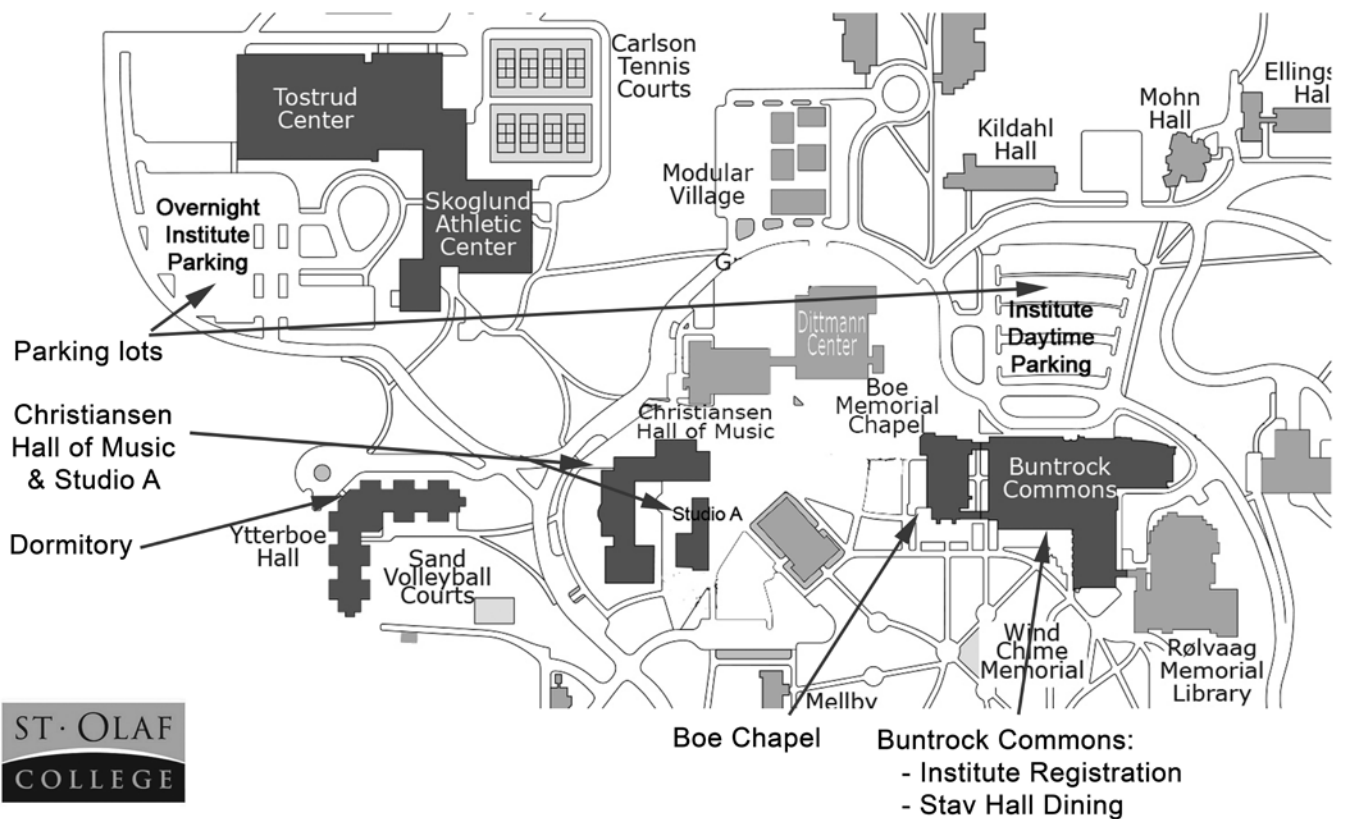 Carlson
Tennis
Courts
Tostrud
Center
Ellings
Hall
Mohn
Hall
Kildahl
Hall
Modular
Village
Skoglund
Athletic
Center
Overnight
Institute
Parking
G
Institute
Daytime
Parking
Dittmann
Center
Parking lots
Boe
Memorial
Chapel
Christiansen
Hall of Music
& Studio A
Christiansen
Hall of Music
Buntrock
Commons
Studio A
Dormitory
Ytterboe
Hall
Sand
Volleyball
Courts
Wind
Chime
Memorial
Rølvaag
Memorial
Library
Mellby
Boe Chapel
Buntrock Commons:
- Institute Registration
- Stav Hall Dining
ST·OLAF
COLLEGE